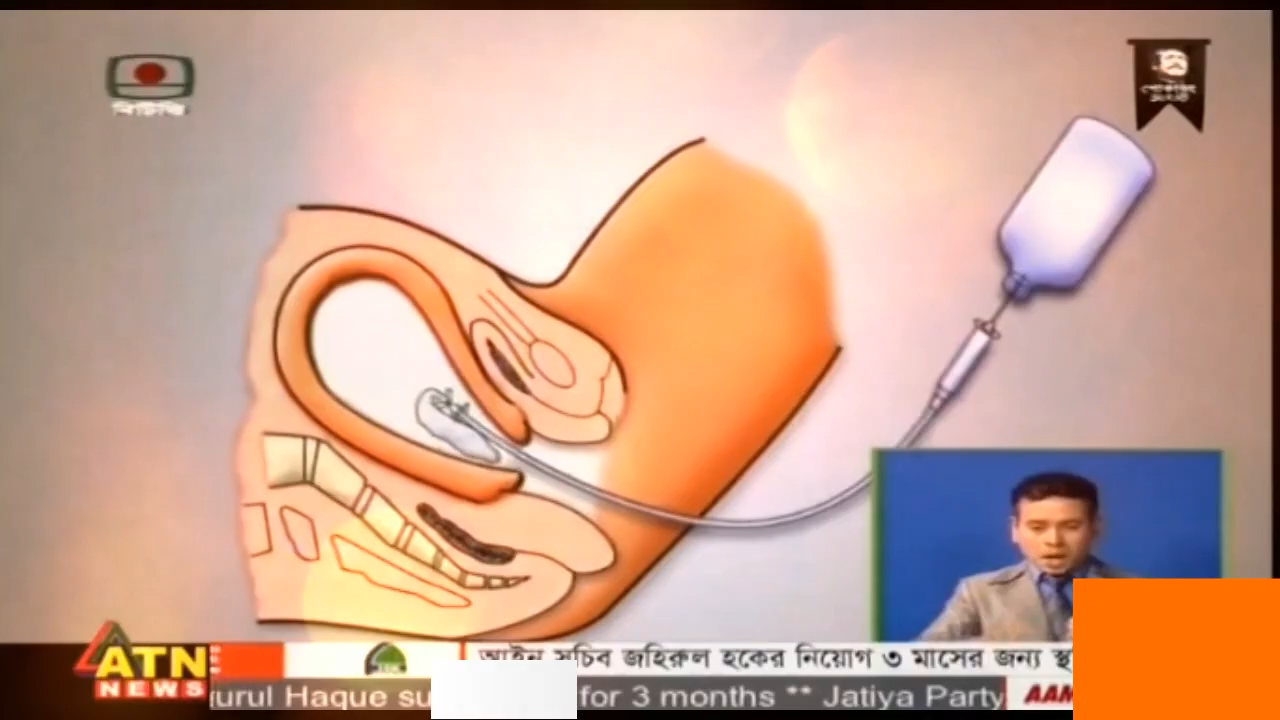 বিটিভি
ATN
NEWS
আইন সচিব জহিরুল হকের নিয়োগ ৩ মাসের জন্য স্থ
urul Haque su for 3 months ** Jatiya Party
AAM